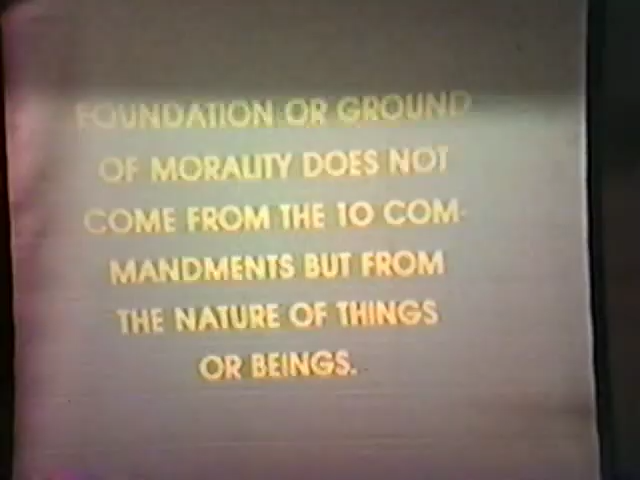 FOUNDATION OR GROUND
OF MORALITY DOES NOT
COME FROM THE 10 COM-
MANDMENTS BUT FROM
THE NATURE OF THINGS
OR BEINGS.